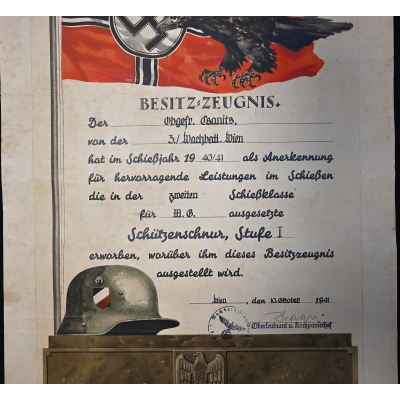 BESITZ-ZEUGNIS.
Der Obgefr. Csanits,
von der 3/Wachbatl. Wien
hat im Schießjahr 19 40/41 als Anerkennung
für hervorragende Leistungen im Schießen
die in der zweiten Schießklasse
für M.G. ausgesetzte
Schützenschnur, Stufe I
erworben, worüber ihm dieses Besitzzeugnis
ausgestellt wird.
Wien, den 10. Oktober 1941
Oberleutnant u. Kompaniechef